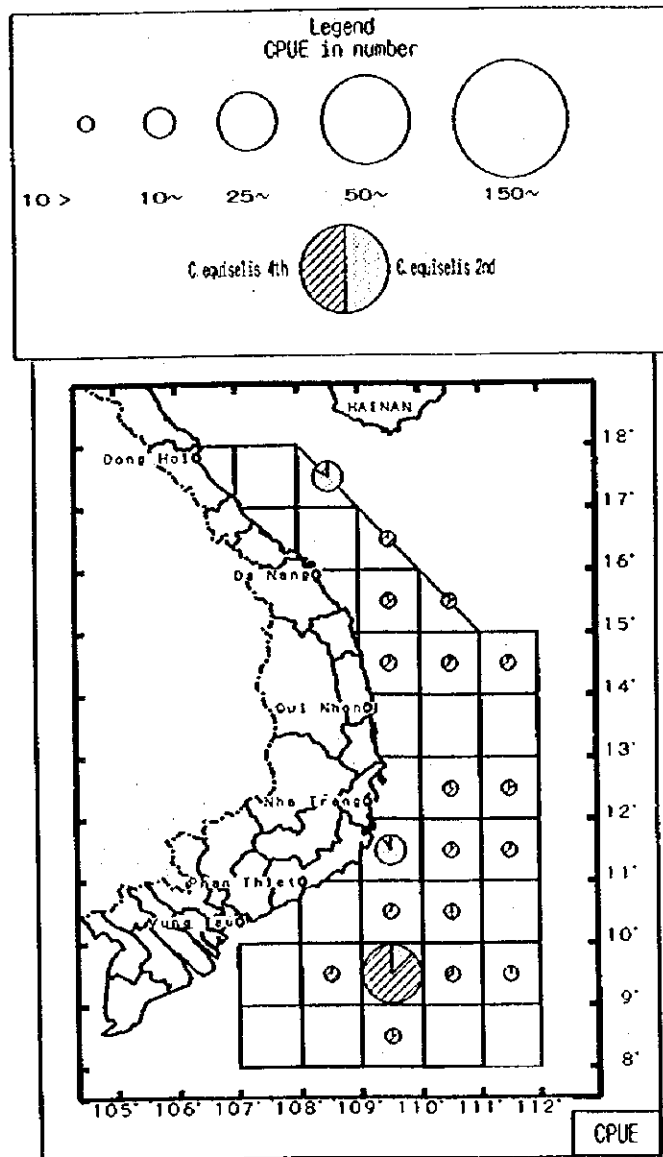 Legend
CPUE in number
10 > 10~ 25~ 50~ 150~
C. equiselis 4th C. equiselis 2nd
HAINAN
18°
Dong Hoi
17°
16°
Da Nang
15°
14°
Qui Nhon
13°
Nha Trang
12°
11°
Phan Thiet
Vung Tau
10°
9°
8°
105° 106° 107° 108° 109° 110° 111° 112°
CPUE